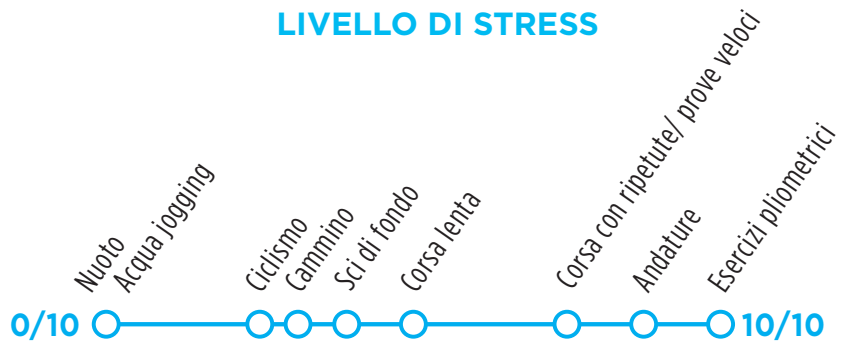 LIVELLO DI STRESS
Nuoto
Acqua jogging
Ciclismo
Cammino
Sci di fondo
Corsa lenta
Corsa con ripetute/ prove veloci
Andature
Esercizi pliometrici
0/10
10/10